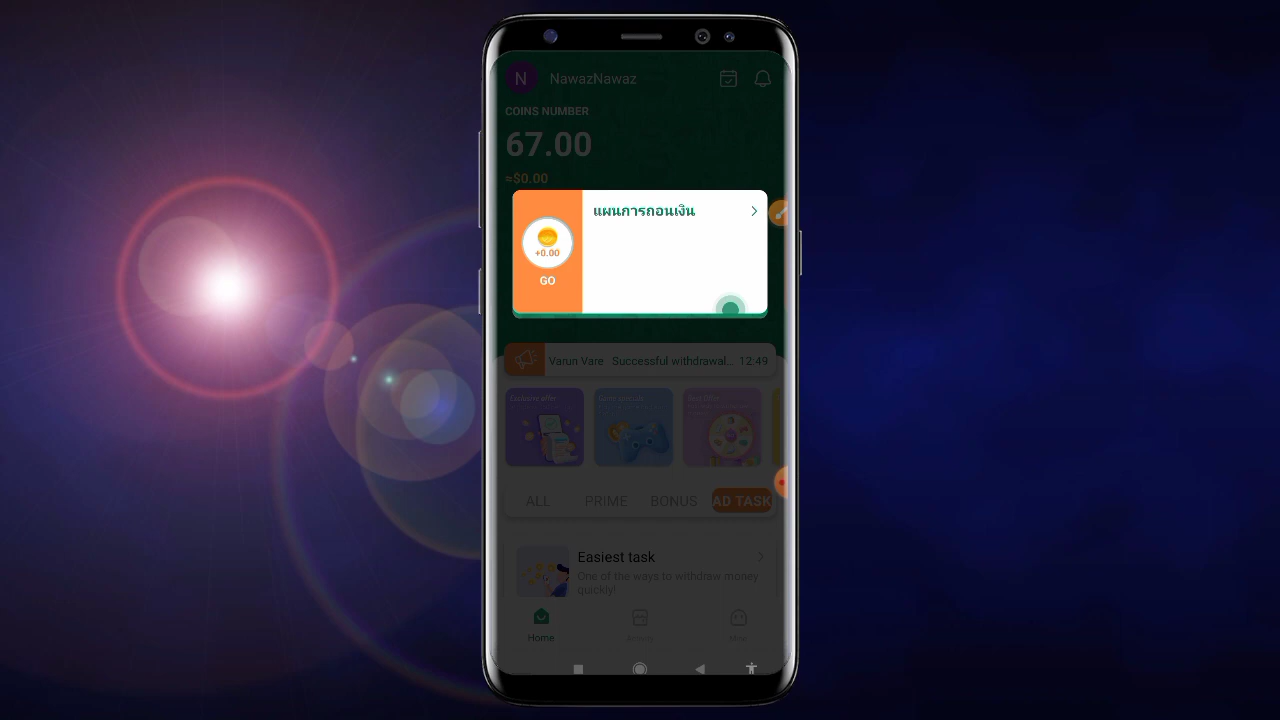 N NawazNawaz
COINS NUMBER
67.00
≈$0.00
แผนการถอนเงิน
+0.00
GO
Varun Vare Successful withdrawal... 12:49
Exclusive offer
ALL PRIME BONUS AD TASK
Easiest task
One of the ways to withdrew money
quickly!
Home